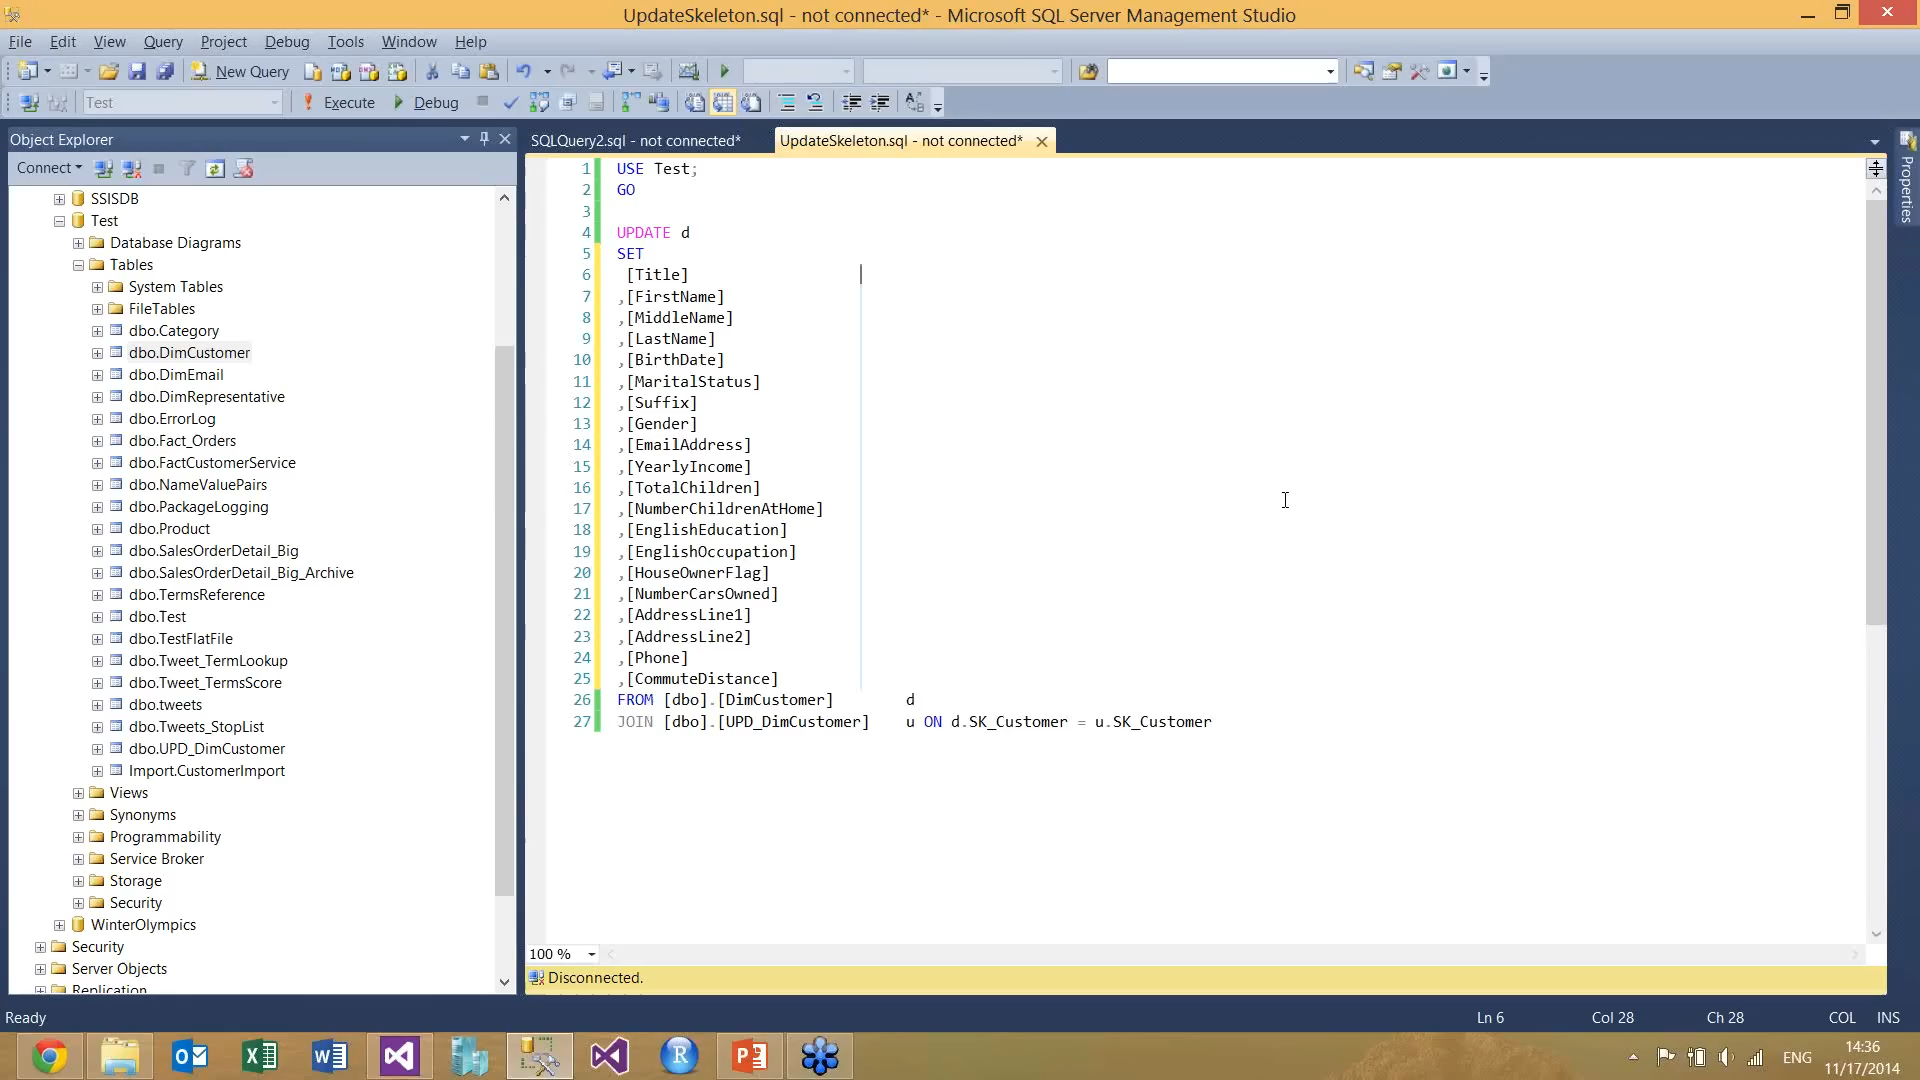 UpdateSkeleton.sql - not connected* - Microsoft SQL Server Management Studio
File Edit View Query Project Debug Tools Window Help
New Query
Test Execute Debug
Object Explorer
SQLQuery2.sql - not connected* UpdateSkeleton.sql - not connected*
Connect
SSISDB
Test
Database Diagrams
Tables
System Tables
FileTables
dbo.Category
dbo.DimCustomer
dbo.DimEmail
dbo.DimRepresentative
dbo.ErrorLog
dbo.Fact_Orders
dbo.FactCustomerService
dbo.NameValuePairs
dbo.PackageLogging
dbo.Product
dbo.SalesOrderDetail_Big
dbo.SalesOrderDetail_Big_Archive
dbo.TermsReference
dbo.Test
dbo.TestFlatFile
dbo.Tweet_TermLookup
dbo.Tweet_TermsScore
dbo.tweets
dbo.Tweets_StopList
dbo.UPD_DimCustomer
Import.CustomerImport
Views
Synonyms
Programmability
Service Broker
Storage
Security
WinterOlympics
Security
Server Objects
Replication
1 USE Test;
2 GO
3
4 UPDATE d
5 SET
6 [Title]
7 ,[FirstName]
8 ,[MiddleName]
9 ,[LastName]
10 ,[BirthDate]
11 ,[MaritalStatus]
12 ,[Suffix]
13 ,[Gender]
14 ,[EmailAddress]
15 ,[YearlyIncome]
16 ,[TotalChildren]
17 ,[NumberChildrenAtHome]
18 ,[EnglishEducation]
19 ,[EnglishOccupation]
20 ,[HouseOwnerFlag]
21 ,[NumberCarsOwned]
22 ,[AddressLine1]
23 ,[AddressLine2]
24 ,[Phone]
25 ,[CommuteDistance]
26 FROM [dbo].[DimCustomer] d
27 JOIN [dbo].[UPD_DimCustomer] u ON d.SK_Customer = u.SK_Customer
Properties
100 %
Disconnected.
Ready Ln 6 Col 28 Ch 28 COL INS
ENG
14:36
11/17/2014